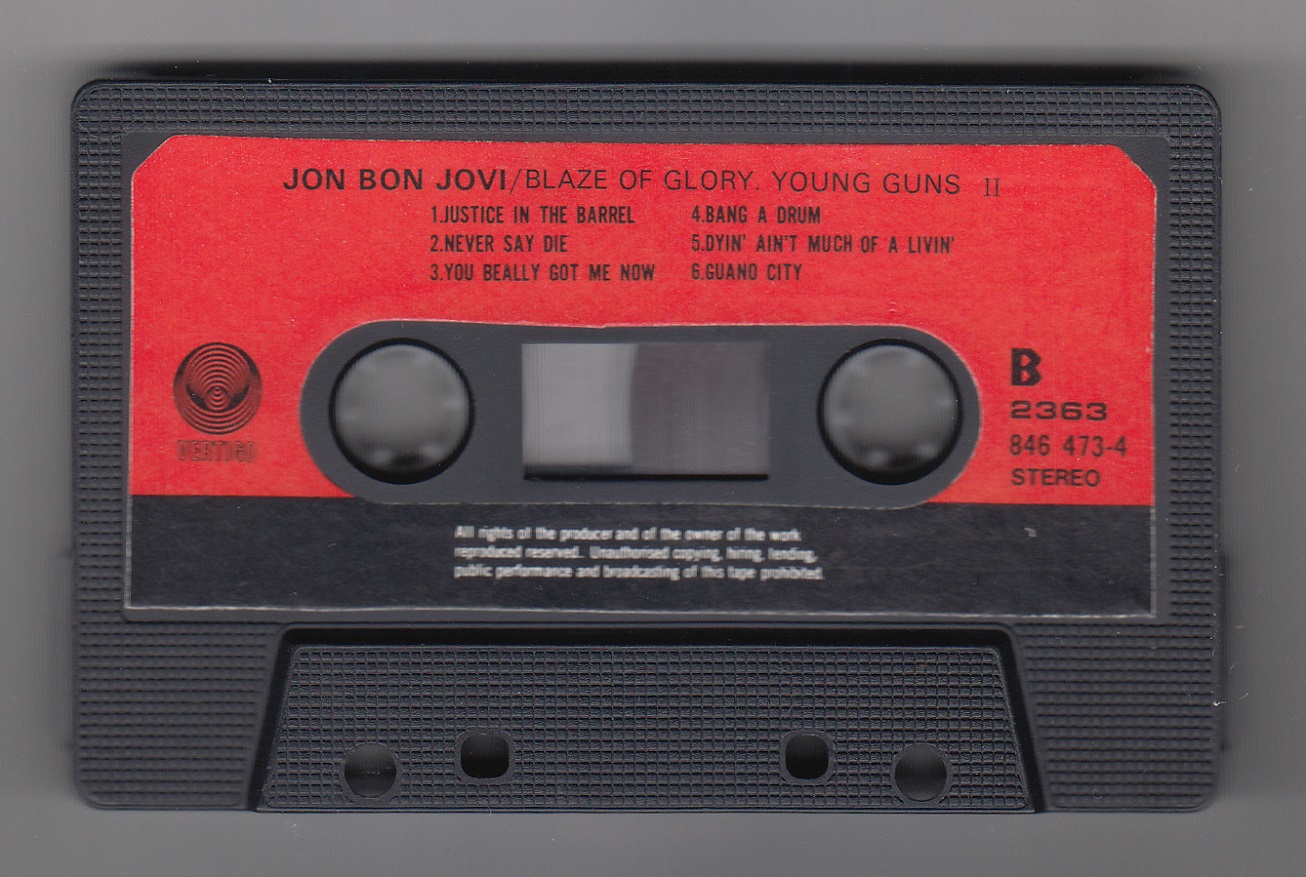 JON BON JOVI/BLAZE OF GLORY. YOUNG GUNS II
1.JUSTICE IN THE BARREL
2.NEVER SAY DIE
3.YOU BEALLY GOT ME NOW
4.BANG A DRUM
5.DYIN' AIN'T MUCH OF A LIVIN'
6.GUANO CITY
VERTIGO
B
2363
846 473-4
STEREO
All rights of the producer and of the owner of the work
reproduced reserved. Unauthorised copying, hiring, lending,
public performance and broadcasting of this tape prohibited.